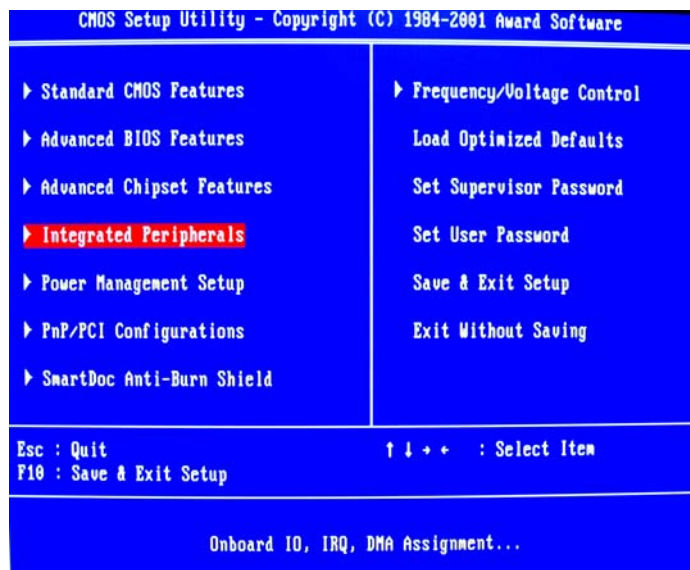 CMOS Setup Utility - Copyright (C) 1984-2001 Award Software
Standard CMOS Features
Advanced BIOS Features
Advanced Chipset Features
Integrated Peripherals
Power Management Setup
PnP/PCI Configurations
SmartDoc Anti-Burn Shield
Frequency/Voltage Control
Load Optimized Defaults
Set Supervisor Password
Set User Password
Save & Exit Setup
Exit Without Saving
Esc : Quit
F10 : Save & Exit Setup
↑ ↓ → ← : Select Item
Onboard IO, IRQ, DMA Assignment...